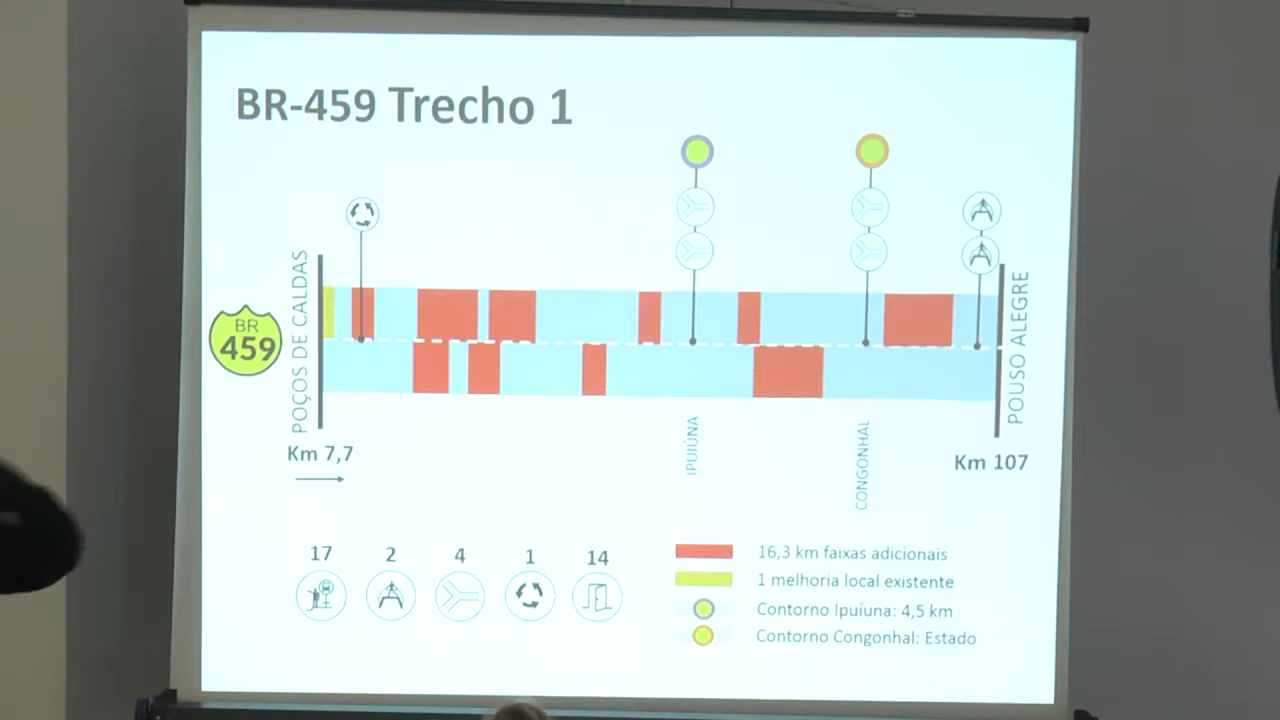 BR-459 Trecho 1
BR
459
POÇOS DE CALDAS
POUSO ALEGRE
Km 7,7
IPUIÚNA
CONGONHAL
Km 107
17 2 4 1 14
16,3 km faixas adicionais
1 melhoria local existente
Contorno Ipuíuna: 4,5 km
Contorno Congonhal: Estado